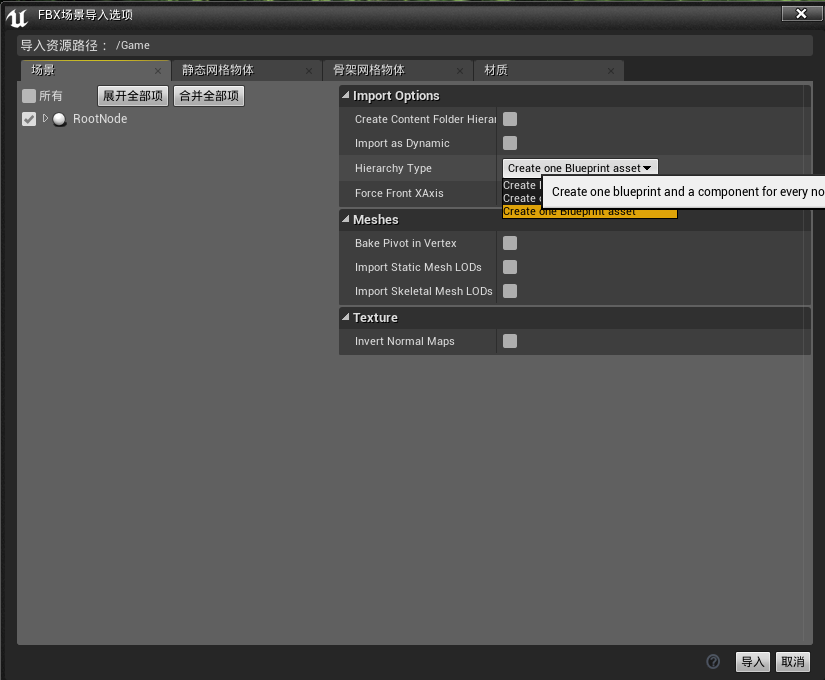 FBX场景导入选项
导入资源路径： /Game
场景
静态网格物体
骨架网格物体
材质
所有
展开全部项
合并全部项
RootNode
Import Options
Create Content Folder Hierar
Import as Dynamic
Hierarchy Type
Create one Blueprint asset
Force Front XAxis
Create
Create
Create one Blueprint asset
Create one blueprint and a component for every no
Meshes
Bake Pivot in Vertex
Import Static Mesh LODs
Import Skeletal Mesh LODs
Texture
Invert Normal Maps
导入
取消